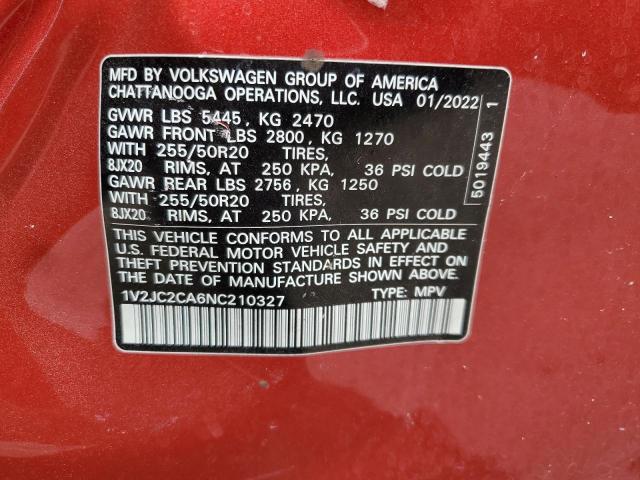 MFD BY VOLKSWAGEN GROUP OF AMERICA
CHATTANOOGA OPERATIONS, LLC. USA 01/2022
GVWR LBS 5445, KG 2470
GAWR FRONT LBS 2800, KG 1270
WITH 255/50R20 TIRES,
8JX20 RIMS, AT 250 KPA, 36 PSI COLD
GAWR REAR LBS 2756, KG 1250
WITH 255/50R20 TIRES,
8JX20 RIMS, AT 250 KPA, 36 PSI COLD
THIS VEHICLE CONFORMS TO ALL APPLICABLE
U.S. FEDERAL MOTOR VEHICLE SAFETY AND
THEFT PREVENTION STANDARDS IN EFFECT ON
THE DATE OF MANUFACTURE SHOWN ABOVE.
1V2JC2CA6NC210327 TYPE: MPV
5019443 1